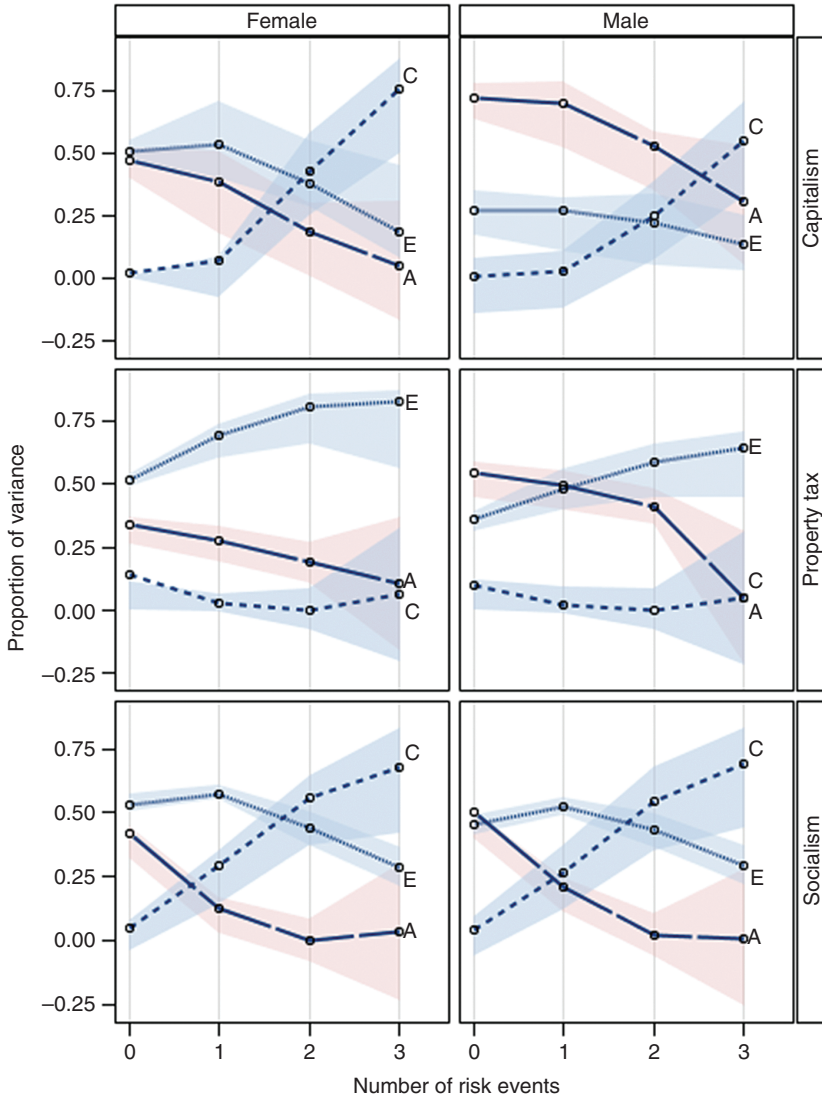 Female Male
0.75
0.50
0.25
0.00
−0.25
C
E
A
C
A
E
Capitalism
0.75
0.50
0.25
0.00
−0.25
E
A
C
E
C
A
Property tax
0.75
0.50
0.25
0.00
−0.25
C
E
A
C
E
A
Socialism
Proportion of variance
0 1 2 3 0 1 2 3
Number of risk events